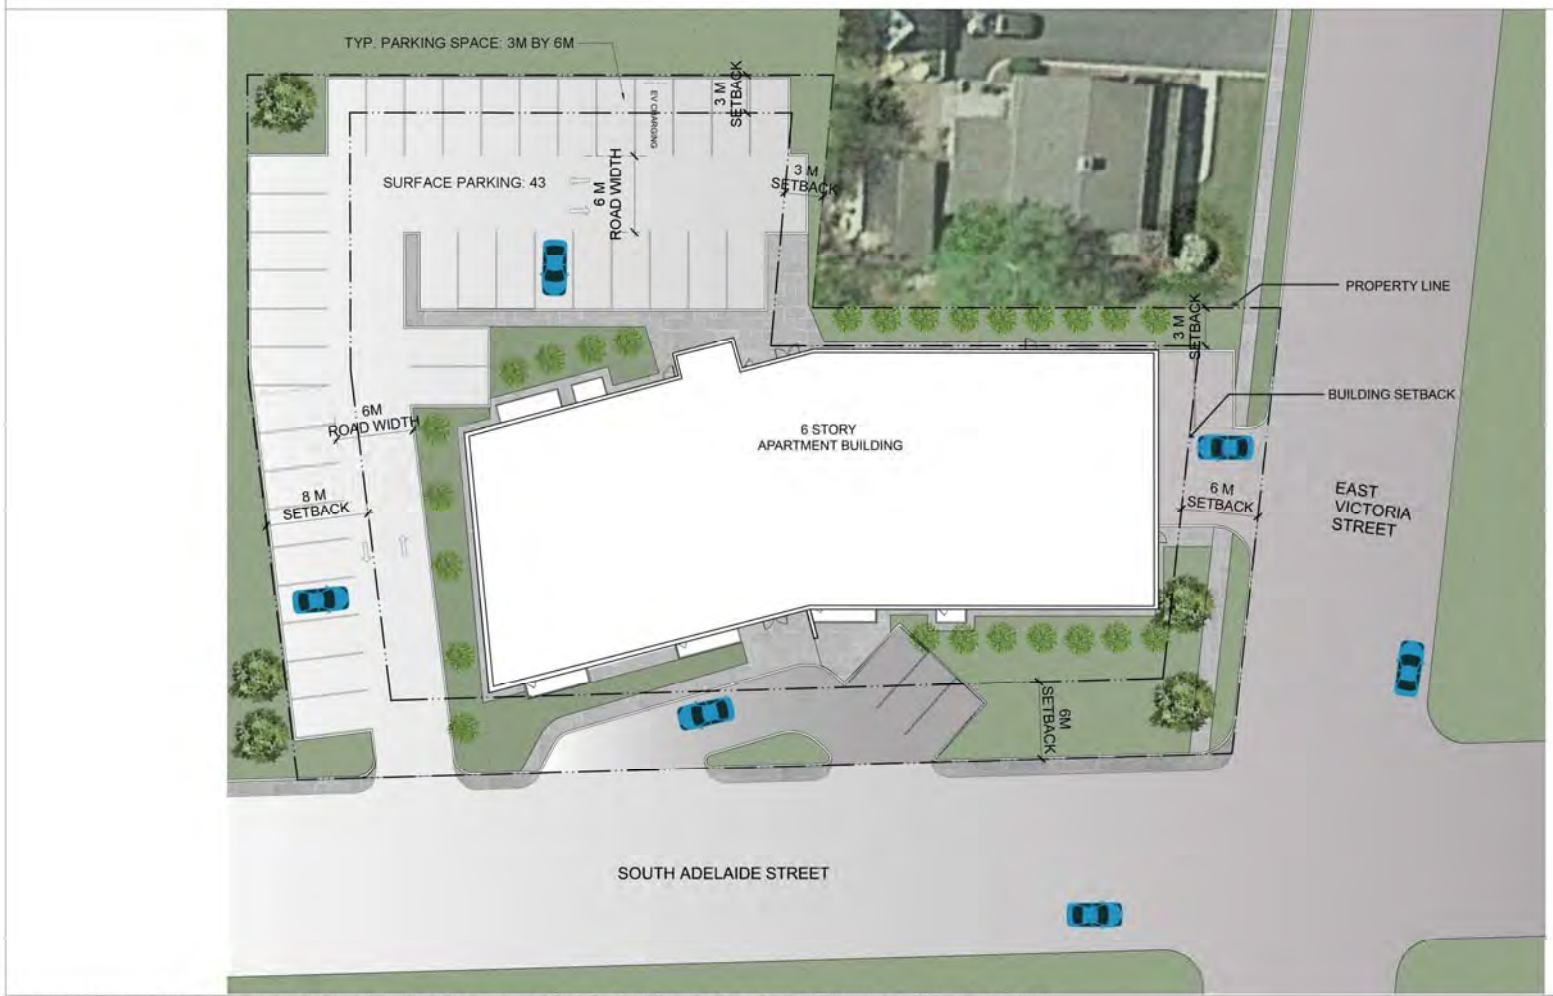 TYP. PARKING SPACE: 3M BY 6M
3 M
SETBACK
EV CHARGING
SURFACE PARKING: 43
6 M
ROAD WIDTH
3 M
SETBACK
PROPERTY LINE
3 M
SETBACK
BUILDING SETBACK
6M
ROAD WIDTH
6 STORY
APARTMENT BUILDING
8 M
SETBACK
6 M
SETBACK
EAST
VICTORIA
STREET
6M
SETBACK
SOUTH ADELAIDE STREET